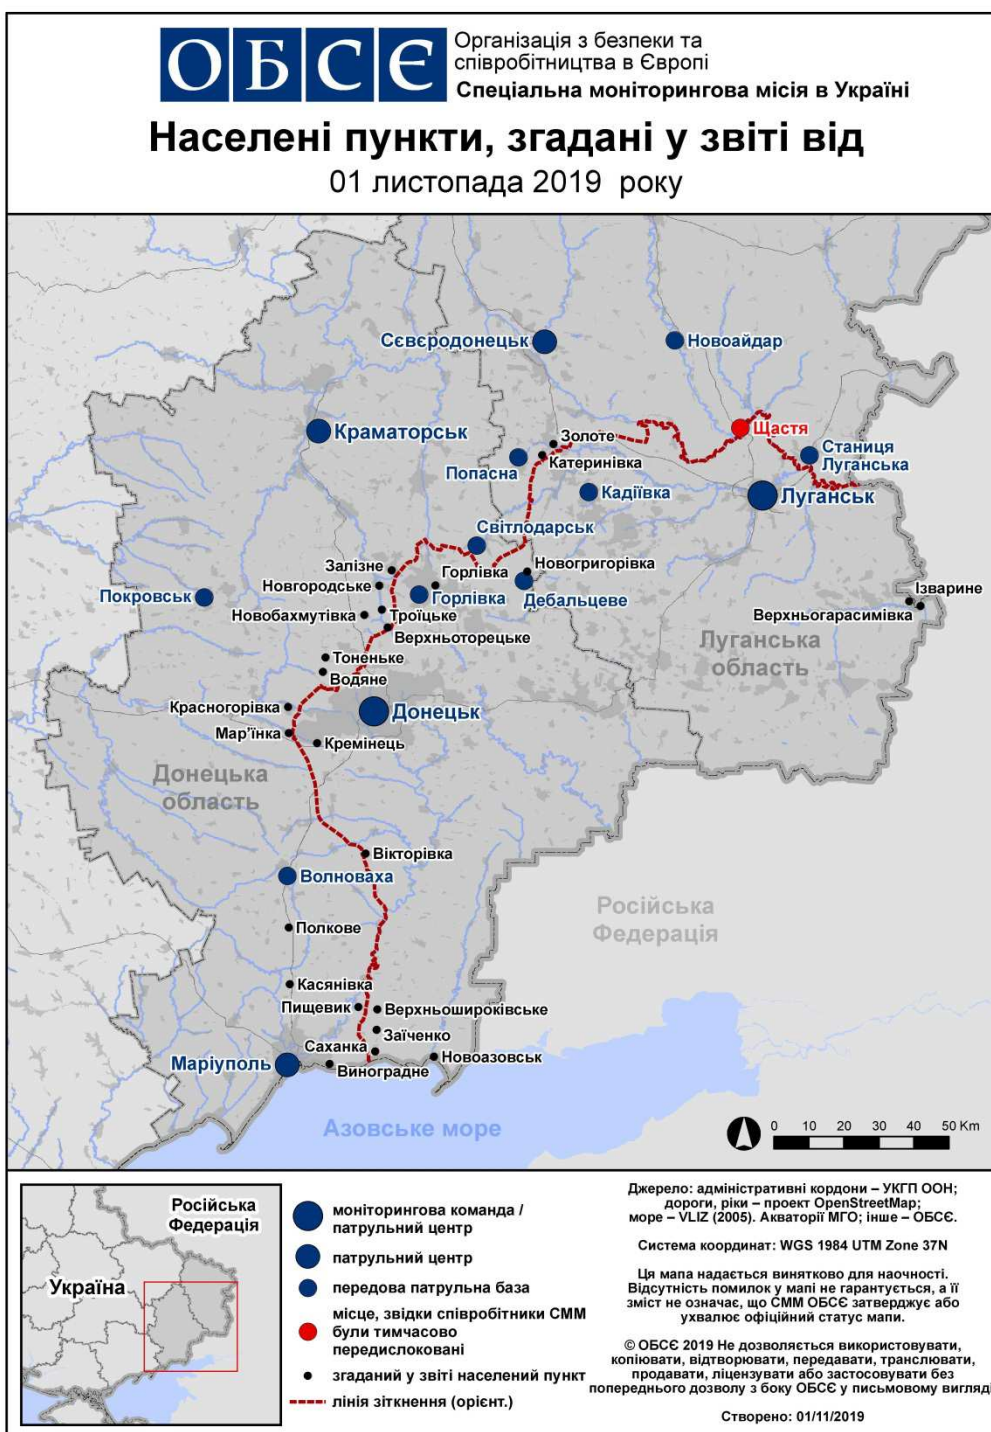 ОБСЄ
Організація з безпеки та
співробітництва в Європі
Спеціальна моніторингова місія в Україні
Населені пункти, згадані у звіті від
01 листопада 2019 року
Сєвєродонецьк
Новоайдар
Щастя
Краматорськ
Золоте
Станиця
Луганська
Попасна
Катеринівка
Кадіївка
Луганськ
Світлодарськ
Залізне
Горлівка
Новогригорівка
Новгородське
Ізварине
Покровськ
Горлівка
Дебальцеве
Новобахмутівка
Троїцьке
Верхньогарасимівка
Верхньоторецьке
Луганська
область
Тоненьке
Водяне
Красногорівка
Донецьк
Мар'їнка
Кремінець
Донецька
область
Вікторівка
Волноваха
Російська
Федерація
Полкове
Касянівка
Пищевик
Верхньошироківське
Заїченко
Саханка
Маріуполь
Новоазовськ
Виноградне
Азовське море
0 10 20 30 40 50 Км
Російська
Федерація
Україна
моніторингова команда /
патрульний центр
патрульний центр
передова патрульна база
місце, звідки співробітники СММ
були тимчасово
передислоковані
згаданий у звіті населений пункт
лінія зіткнення (орієнт.)
Джерело: адміністративні кордони – УКГП ООН;
дороги, ріки – проект OpenStreetMap;
море – VLIZ (2005). Акваторії МГО; інше – ОБСЄ.
Система координат: WGS 1984 UTM Zone 37N
Ця мапа надається винятково для наочності.
Відсутність помилок у мапі не гарантується, а її
зміст не означає, що СММ ОБСЄ затверджує або
ухвалює офіційний статус мапи.
© ОБСЄ 2019 Не дозволяється використовувати,
копіювати, відтворювати, передавати, транслювати,
продавати, ліцензувати або застосовувати без
попереднього дозволу з боку ОБСЄ у письмовому вигляді
Створено: 01/11/2019